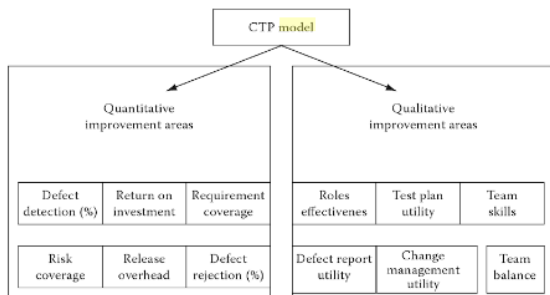 CTP model
Quantitative
improvement areas
Defect
detection (%)
Return on
investment
Requirement
coverage
Risk
coverage
Release
overhead
Defect
rejection (%)
Qualitative
improvement areas
Roles
effectivenes
Test plan
utility
Team
skills
Defect report
utility
Change
management
utility
Team
balance